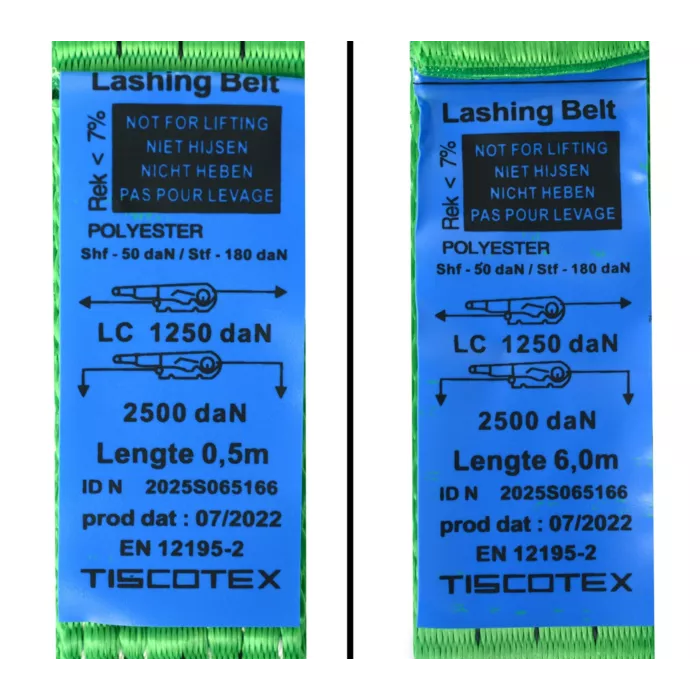 Lashing Belt
Rek < 7%
NOT FOR LIFTING
NIET HIJSEN
NICHT HEBEN
PAS POUR LEVAGE
POLYESTER
Shf - 50 daN / Stf - 180 daN
LC 1250 daN
2500 daN
Lengte 0,5m
ID N 2025S065166
prod dat : 07/2022
EN 12195-2
TISCOTEX
Lashing Belt
Rek < 7%
NOT FOR LIFTING
NIET HIJSEN
NICHT HEBEN
PAS POUR LEVAGE
POLYESTER
Shf - 50 daN / Stf - 180 daN
LC 1250 daN
2500 daN
Lengte 6,0m
ID N 2025S065166
prod dat : 07/2022
EN 12195-2
TISCOTEX